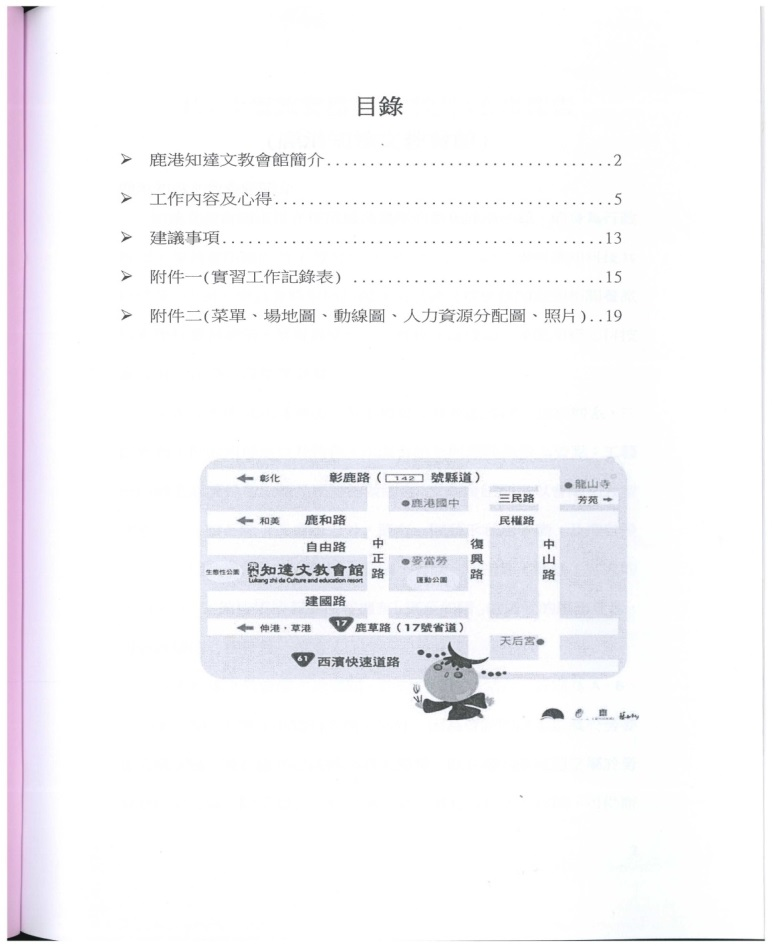 目錄
➢ 鹿港知達文教會館簡介..................................2
➢ 工作內容及心得........................................5
➢ 建議事項.............................................13
➢ 附件一(實習工作記錄表) ..............................15
➢ 附件二(菜單、場地圖、動線圖、人力資源分配圖、照片)..19
彰化
彰鹿路(142 號縣道)
龍山寺
鹿港國中
三民路
芳苑
和美
鹿和路
民權路
自由路
中正路
復興路
中山路
麥當勞
生態性公園
知達文教會館
Lukang zhi da Culture and education resort
運動公園
建國路
伸港.草港
17
鹿草路(17號省道)
天后宮
61
西濱快速道路